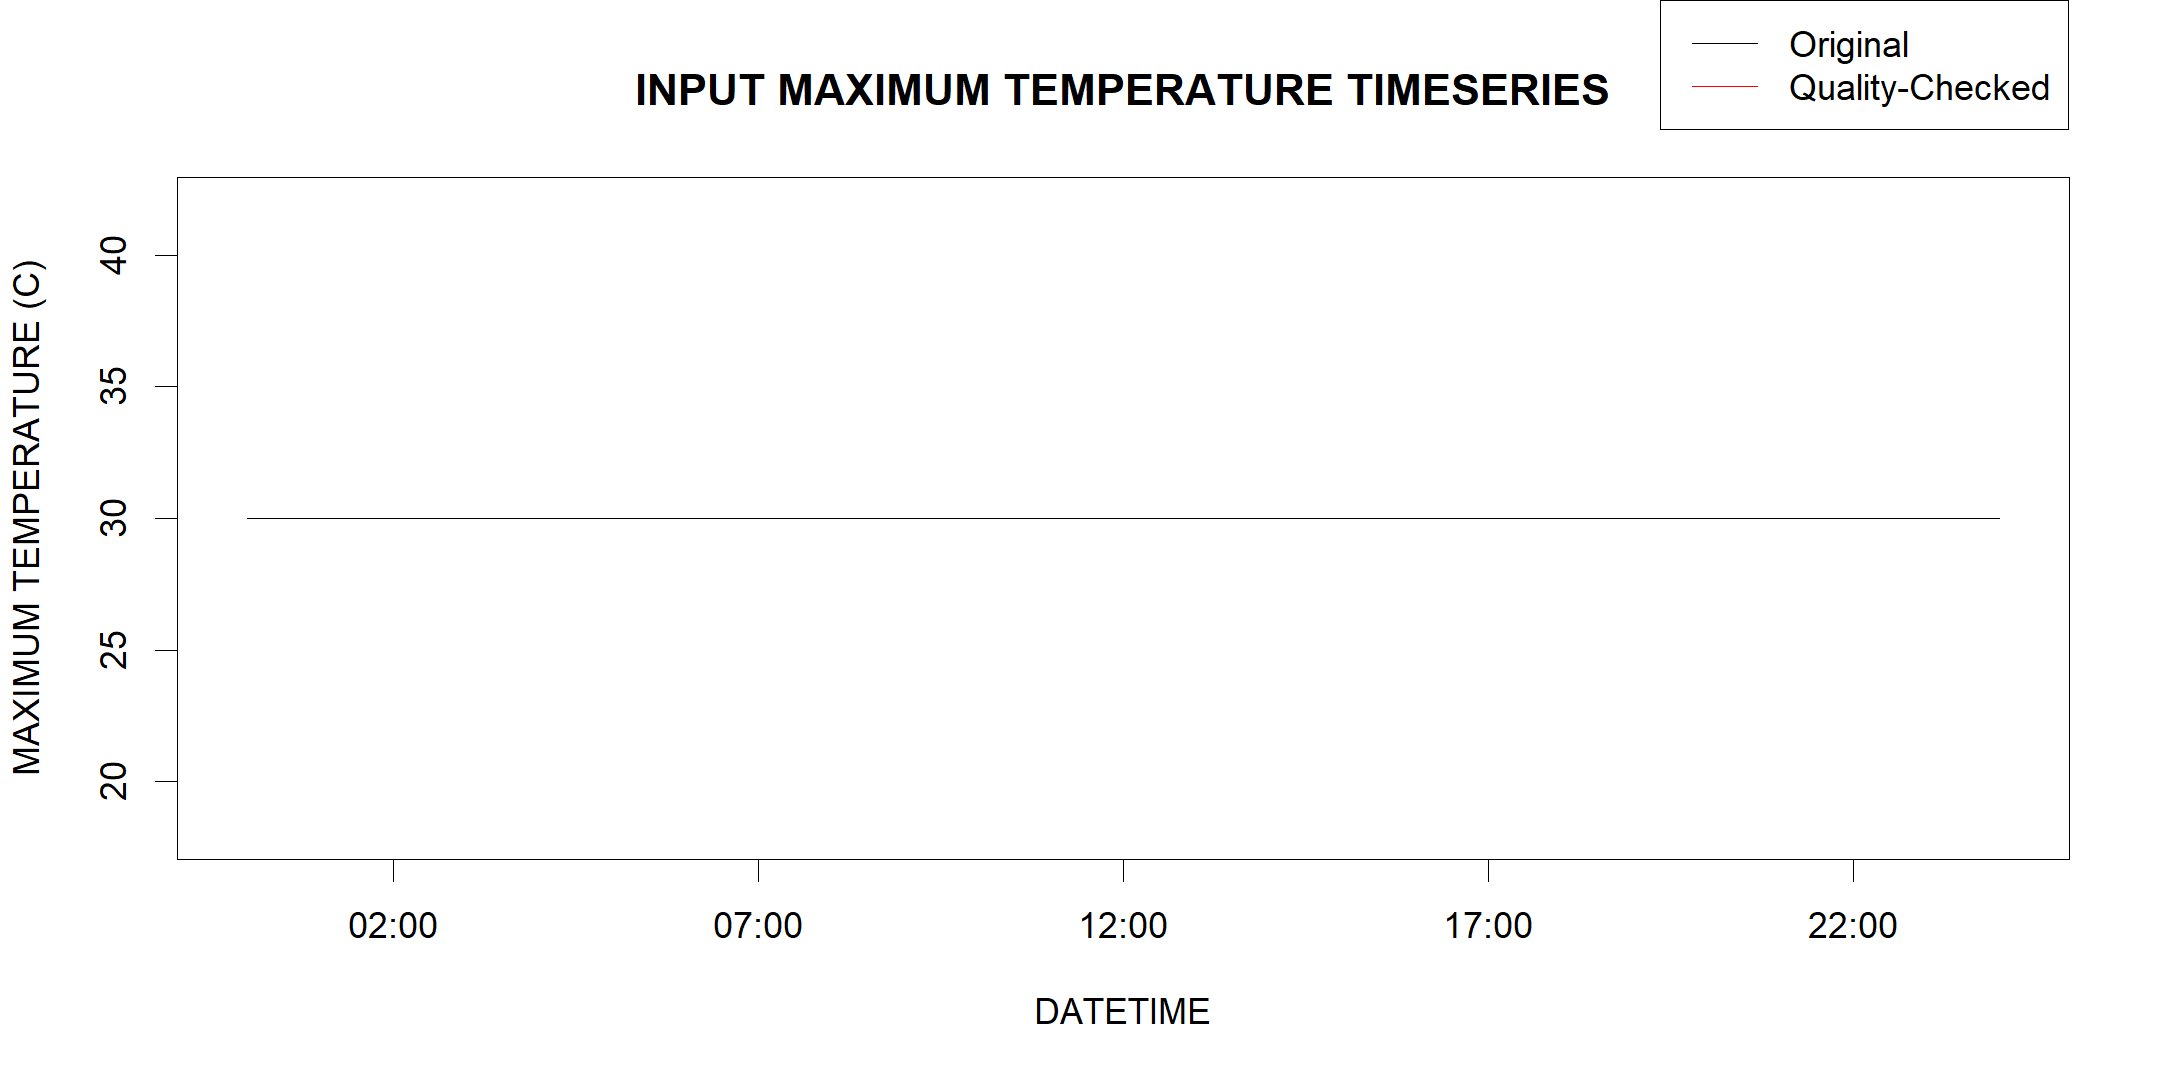 Original
Quality-Checked
INPUT MAXIMUM TEMPERATURE TIMESERIES
MAXIMUM TEMPERATURE (C)
40
35
30
25
20
02:00 07:00 12:00 17:00 22:00
DATETIME